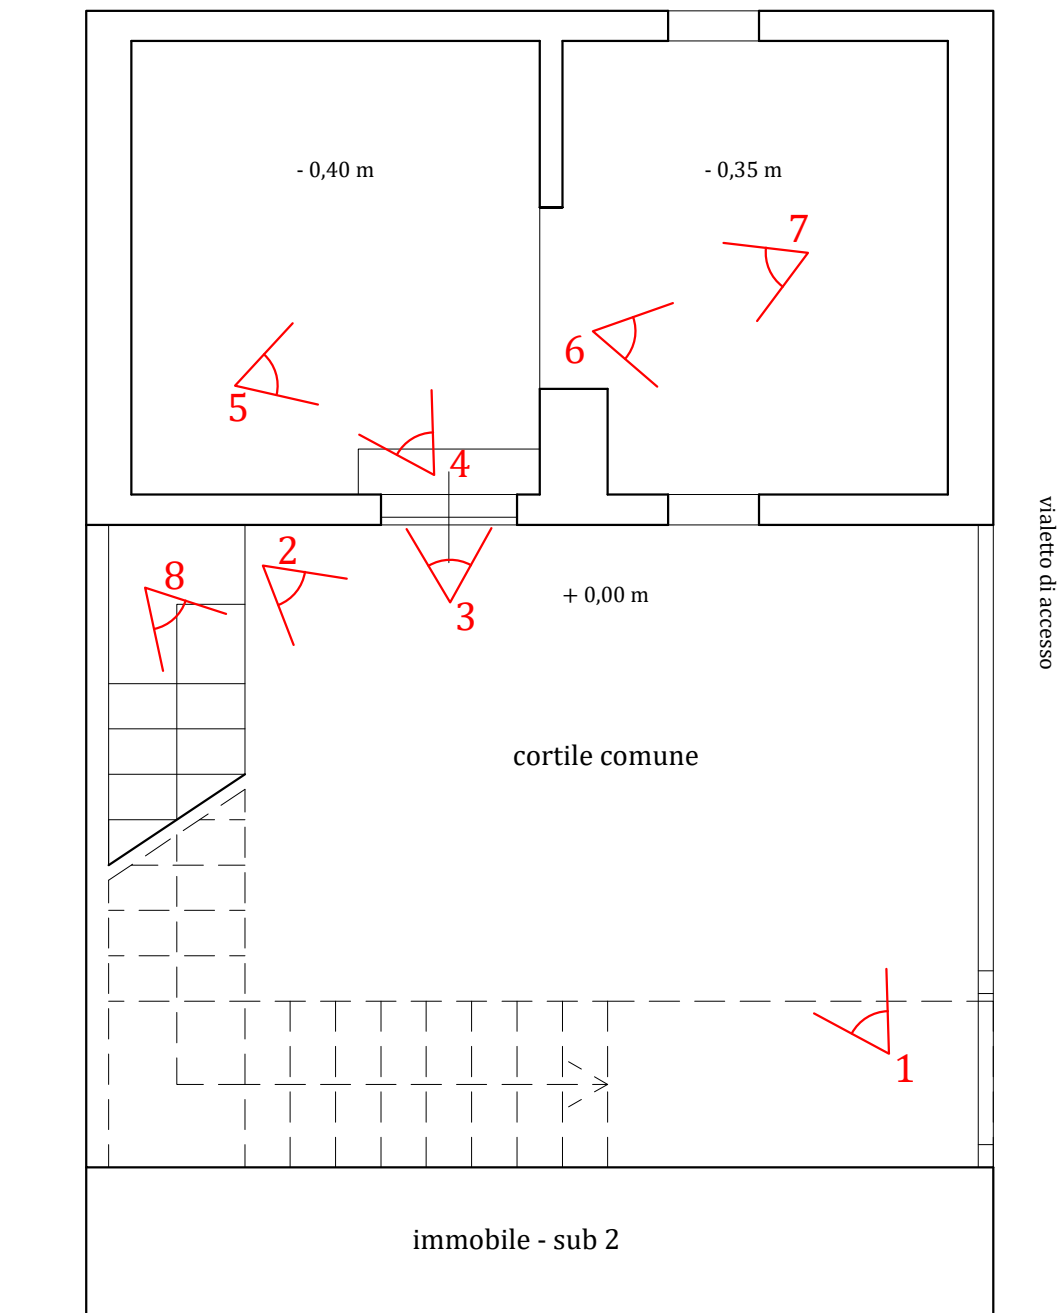 - 0,40 m
- 0,35 m
7
6
5
4
vialetto di accesso
2
8
3
+ 0,00 m
cortile comune
1
immobile - sub 2